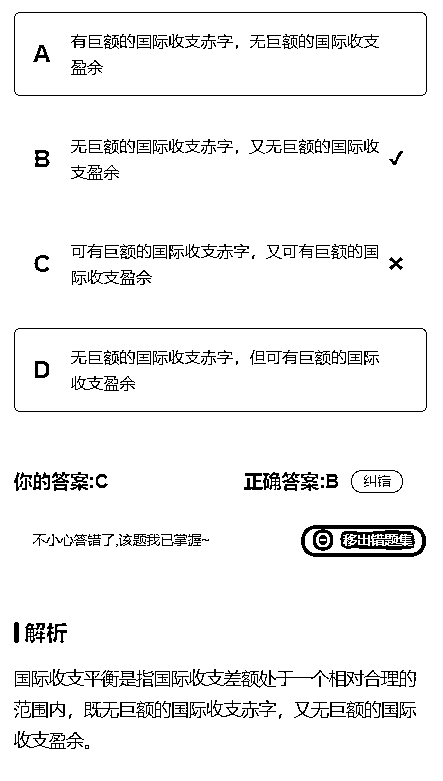 A
有巨额的国际收支赤字，无巨额的国际收支
盈余
B
无巨额的国际收支赤字，又无巨额的国际收
支盈余
C
可有巨额的国际收支赤字，又可有巨额的国
际收支盈余
D
无巨额的国际收支赤字，但可有巨额的国际
收支盈余
你的答案:C
正确答案:B
纠错
不小心答错了,该题我已掌握~
移出错题集
解析
国际收支平衡是指国际收支差额处于一个相对合理的
范围内，既无巨额的国际收支赤字，又无巨额的国际
收支盈余。